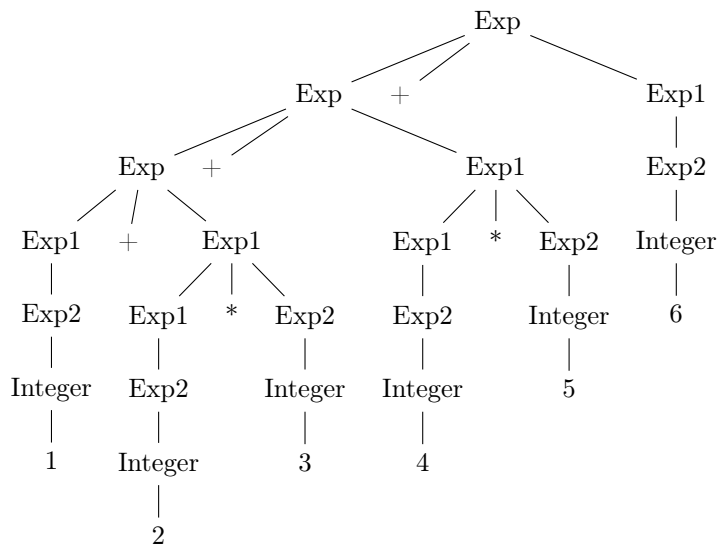 Exp
Exp + Exp1
Exp + Exp1 Exp2
Exp1 + Exp1 Exp1 * Exp2 Integer
Exp2 Exp1 * Exp2 Exp2 Integer 6
Integer Exp2 Integer Integer 5
1 Integer 3 4
2